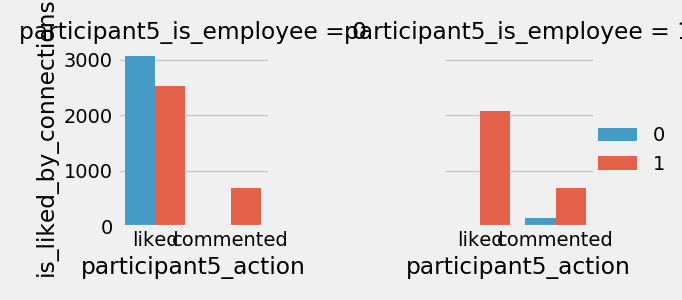 participant5_is_employee = 0
participant5_is_employee = 1
is_liked_by_connections
3000
2000
1000
0
liked
commented
participant5_action
liked
commented
participant5_action
0
1